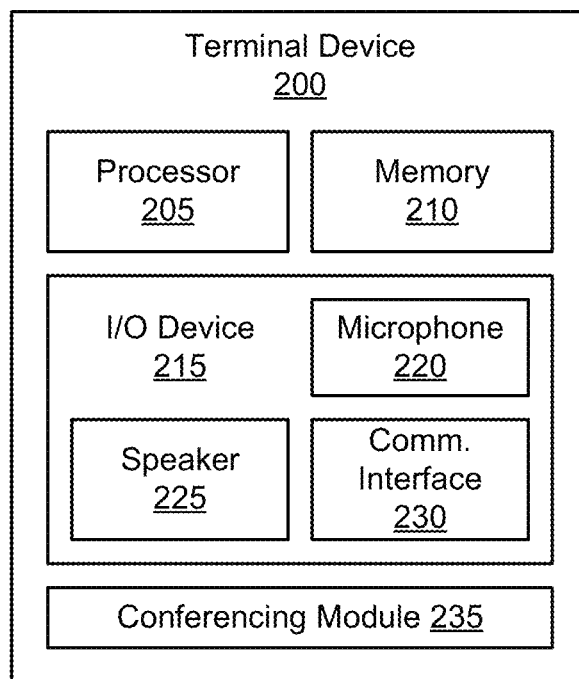 Terminal Device
200
Processor
205
Memory
210
I/O Device
215
Microphone
220
Speaker
225
Comm.
Interface
230
Conferencing Module 235